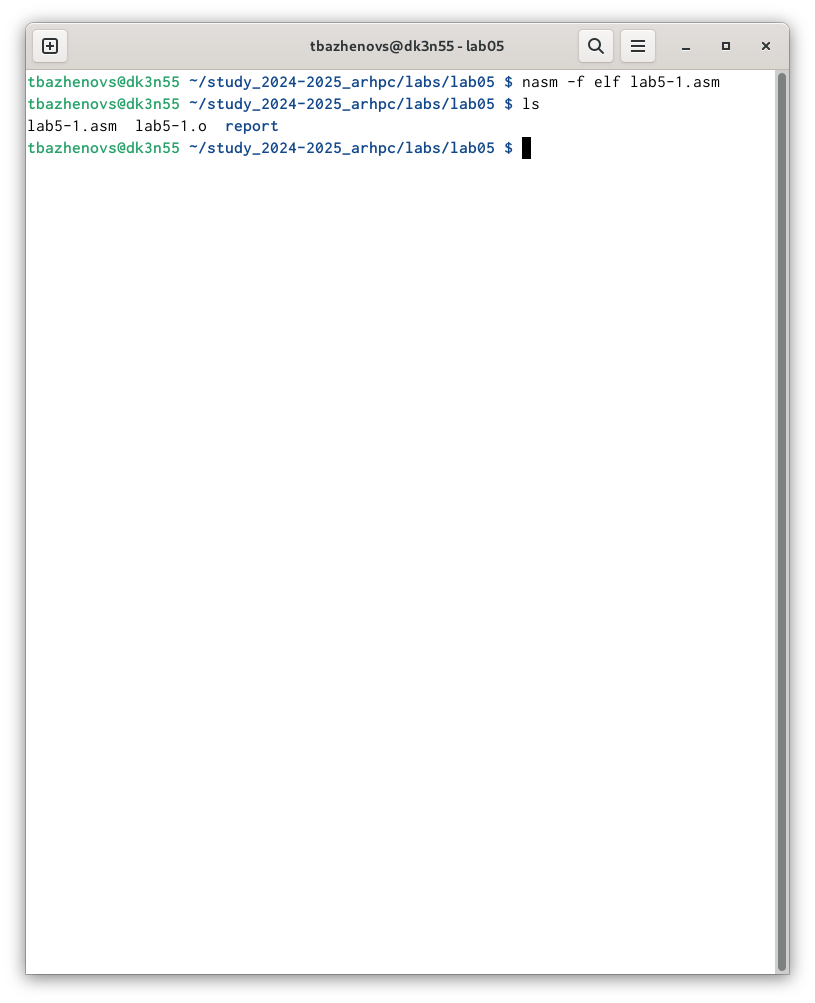 tbazhenovs@dk3n55 - lab05
tbazhenovs@dk3n55 ~/study_2024-2025_arhpc/labs/lab05 $ nasm -f elf lab5-1.asm
tbazhenovs@dk3n55 ~/study_2024-2025_arhpc/labs/lab05 $ ls
lab5-1.asm  lab5-1.o  report
tbazhenovs@dk3n55 ~/study_2024-2025_arhpc/labs/lab05 $